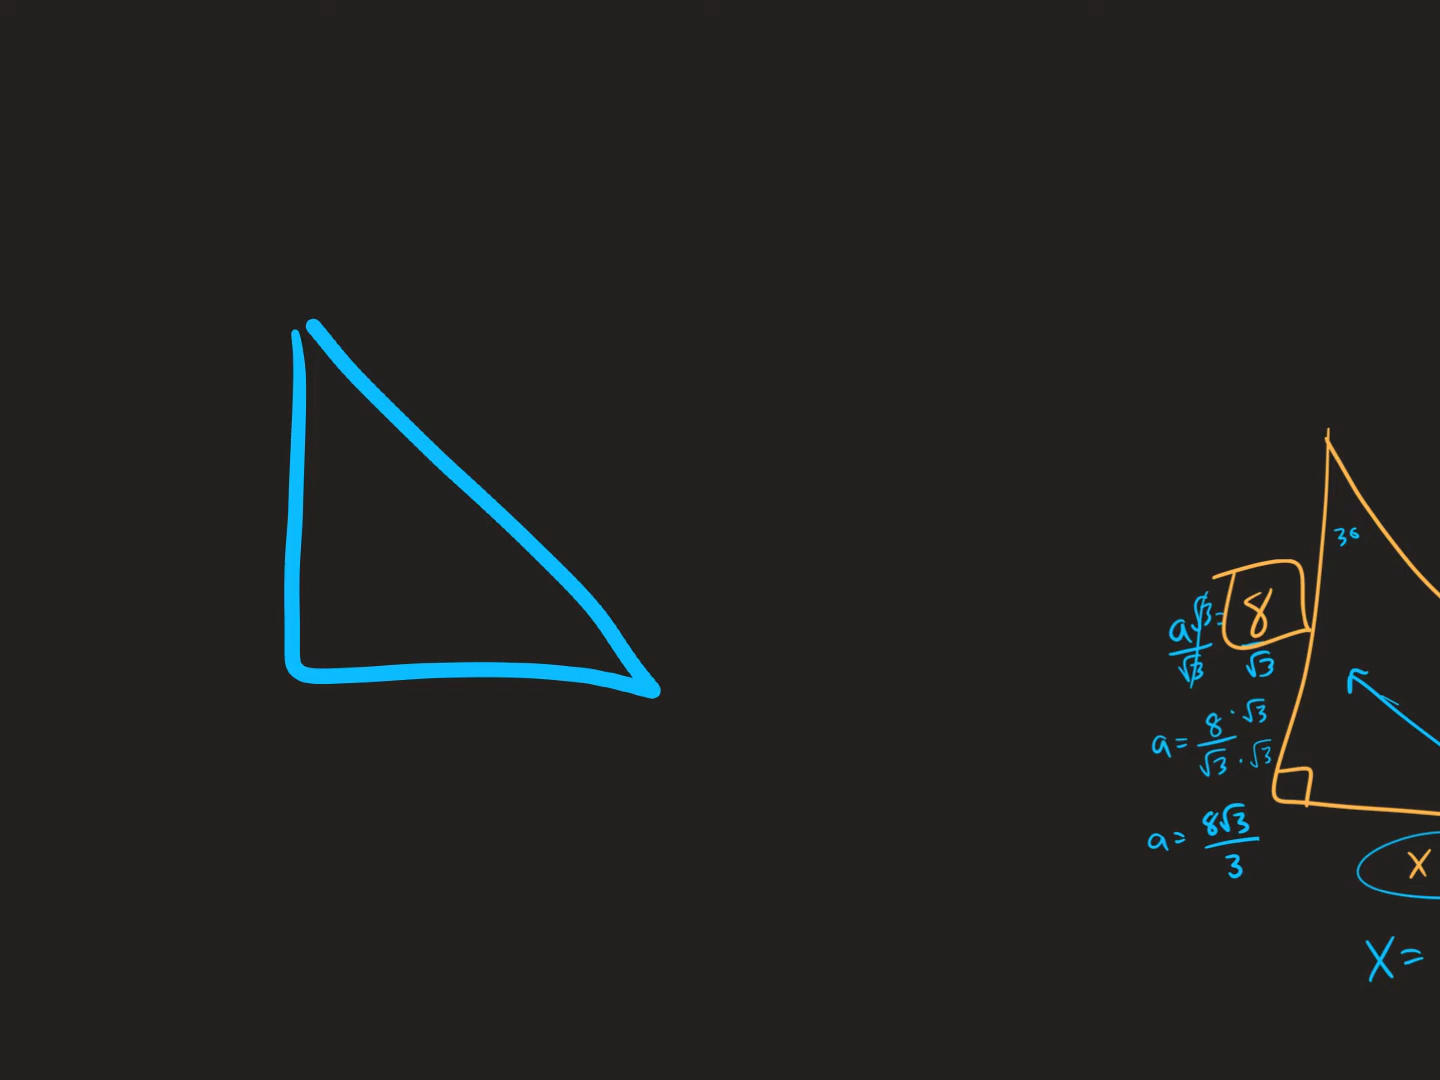 30
a√3 = 8
√3 √3
a = 8 · √3
√3 · √3
a = 8√3
3
X
X =